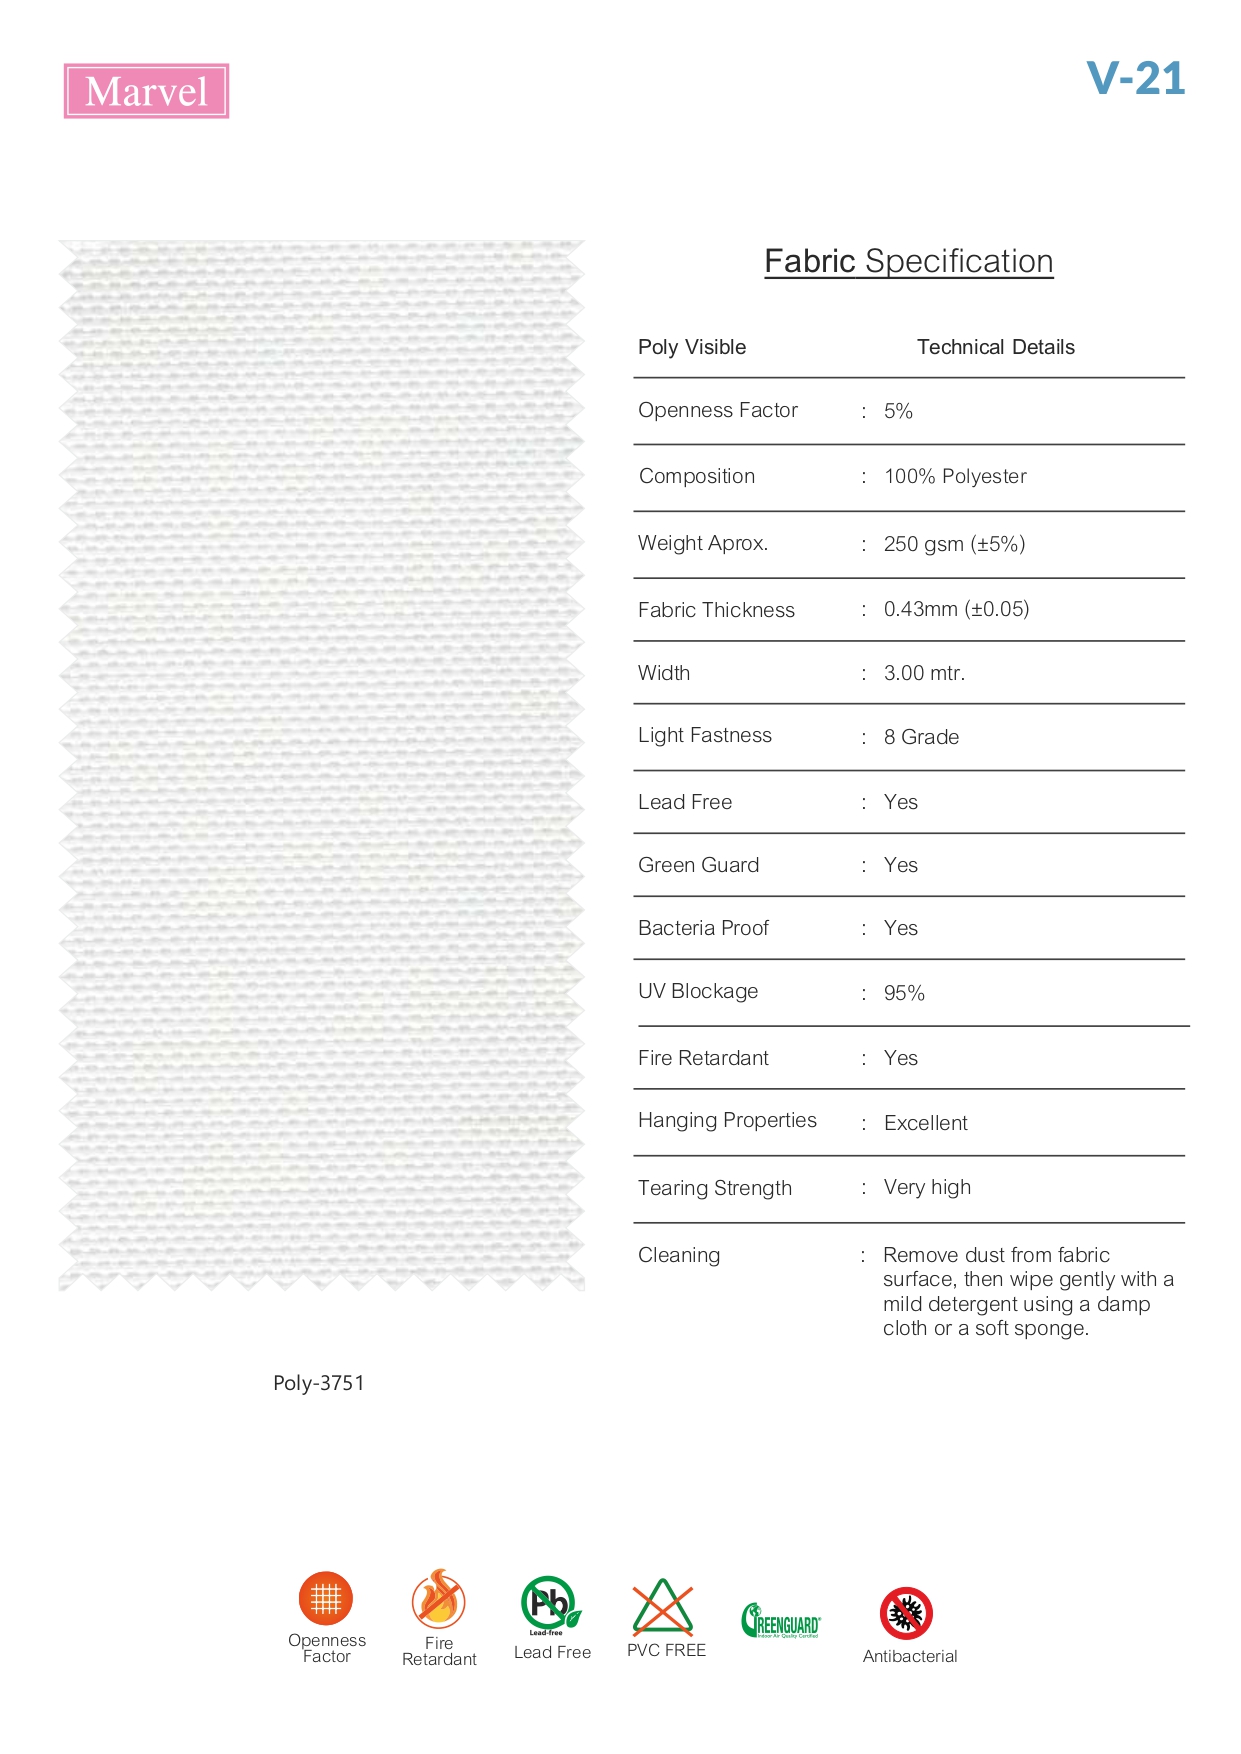 Marvel
V-21
Fabric Specification
Poly Visible Technical Details
Openness Factor : 5%
Composition : 100% Polyester
Weight Aprox. : 250 gsm (±5%)
Fabric Thickness : 0.43mm (±0.05)
Width : 3.00 mtr.
Light Fastness : 8 Grade
Lead Free : Yes
Green Guard : Yes
Bacteria Proof : Yes
UV Blockage : 95%
Fire Retardant : Yes
Hanging Properties : Excellent
Tearing Strength : Very high
Cleaning : Remove dust from fabric
surface, then wipe gently with a
mild detergent using a damp
cloth or a soft sponge.
Poly-3751
Openness
Factor
Fire
Retardant
Pb
Lead-free
Lead Free
PVC FREE
GREENGUARD®
Indoor Air Quality Certified
Antibacterial